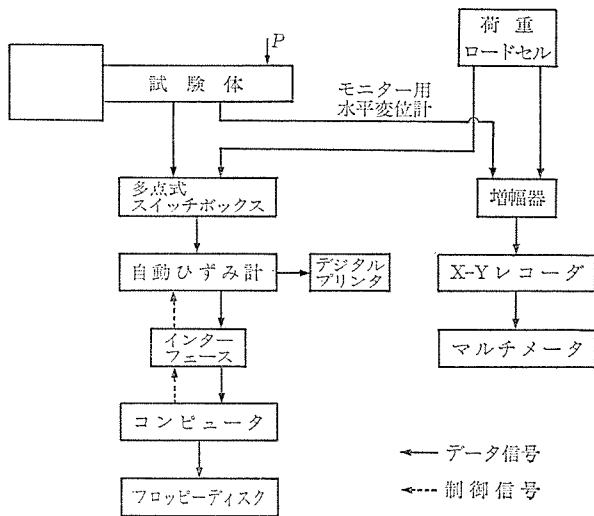 P
荷重
ロードセル
試験体
モニター用
水平変位計
多点式
スイッチボックス
増幅器
自動ひずみ計
デジタル
プリンタ
X-Yレコーダ
インター
フェース
マルチメータ
コンピュータ
データ信号
フロッピーディスク
制御信号